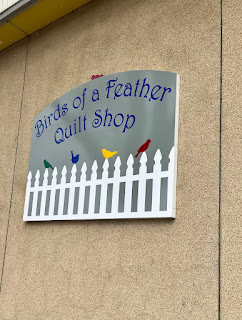 Birds of a Feather
Quilt Shop